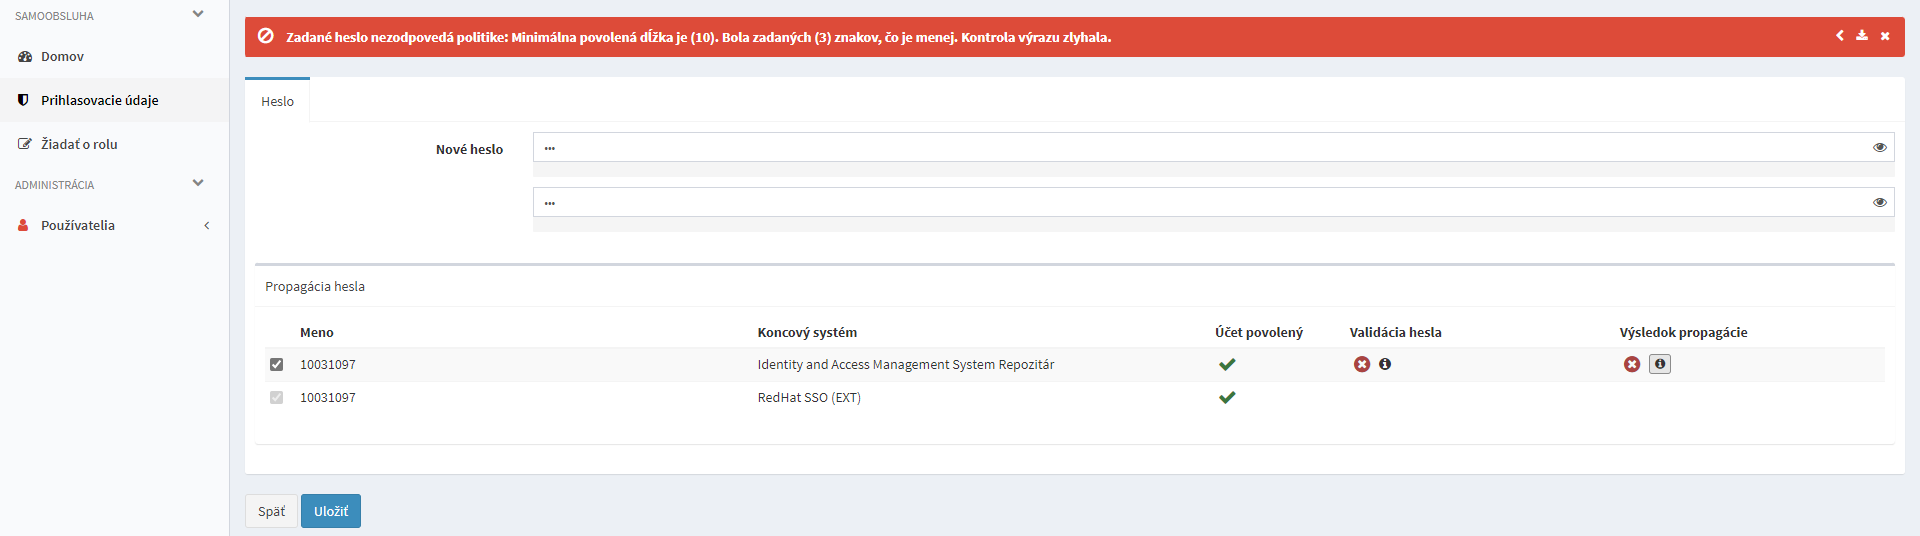 SAMOOBSLUHA
Domov
Prihlasovacie údaje
Žiadať o rolu
ADMINISTRÁCIA
Používatelia
Zadané heslo nezodpovedá politike: Minimálna povolená dĺžka je (10). Bola zadaných (3) znakov, čo je menej. Kontrola výrazu zlyhala.
Heslo
Nové heslo
•••
•••
Propagácia hesla
Meno Koncový systém Účet povolený Validácia hesla Výsledok propagácie
10031097 Identity and Access Management System Repozitár
10031097 RedHat SSO (EXT)
Späť Uložiť